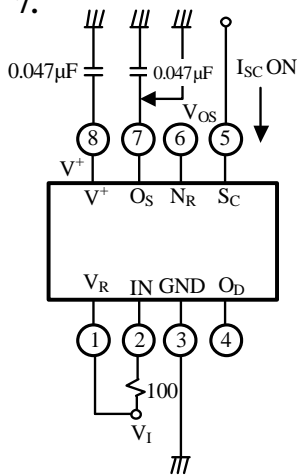 7.
0.047μF
0.047μF
I_SC ON
V_OS
8
7
6
5
V⁺
V⁺
O_S
N_R
S_C
V_R
IN
GND
O_D
1
2
3
4
100
V_I